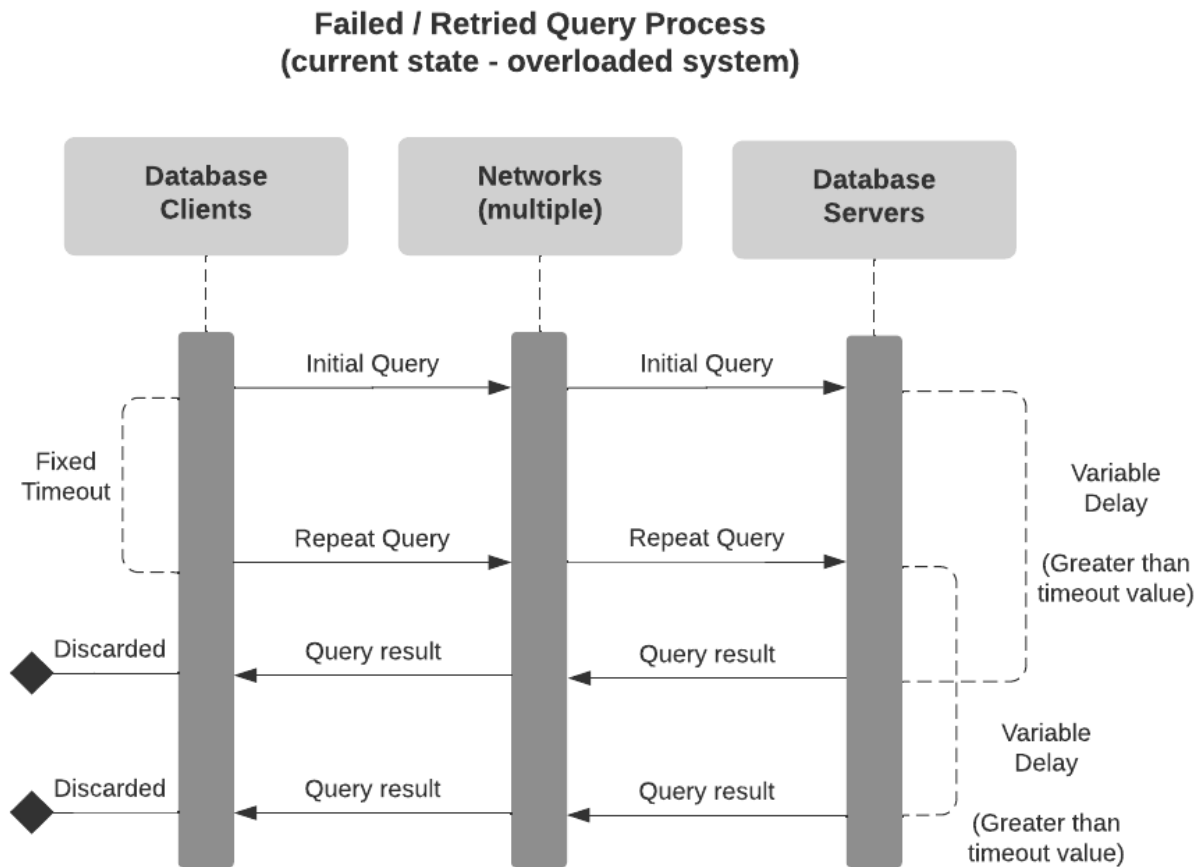 Failed / Retried Query Process
(current state - overloaded system)
Database
Clients
Networks
(multiple)
Database
Servers
Initial Query
Initial Query
Fixed
Timeout
Variable
Delay
Repeat Query
Repeat Query
(Greater than
timeout value)
Discarded
Query result
Query result
Variable
Delay
Discarded
Query result
Query result
(Greater than
timeout value)